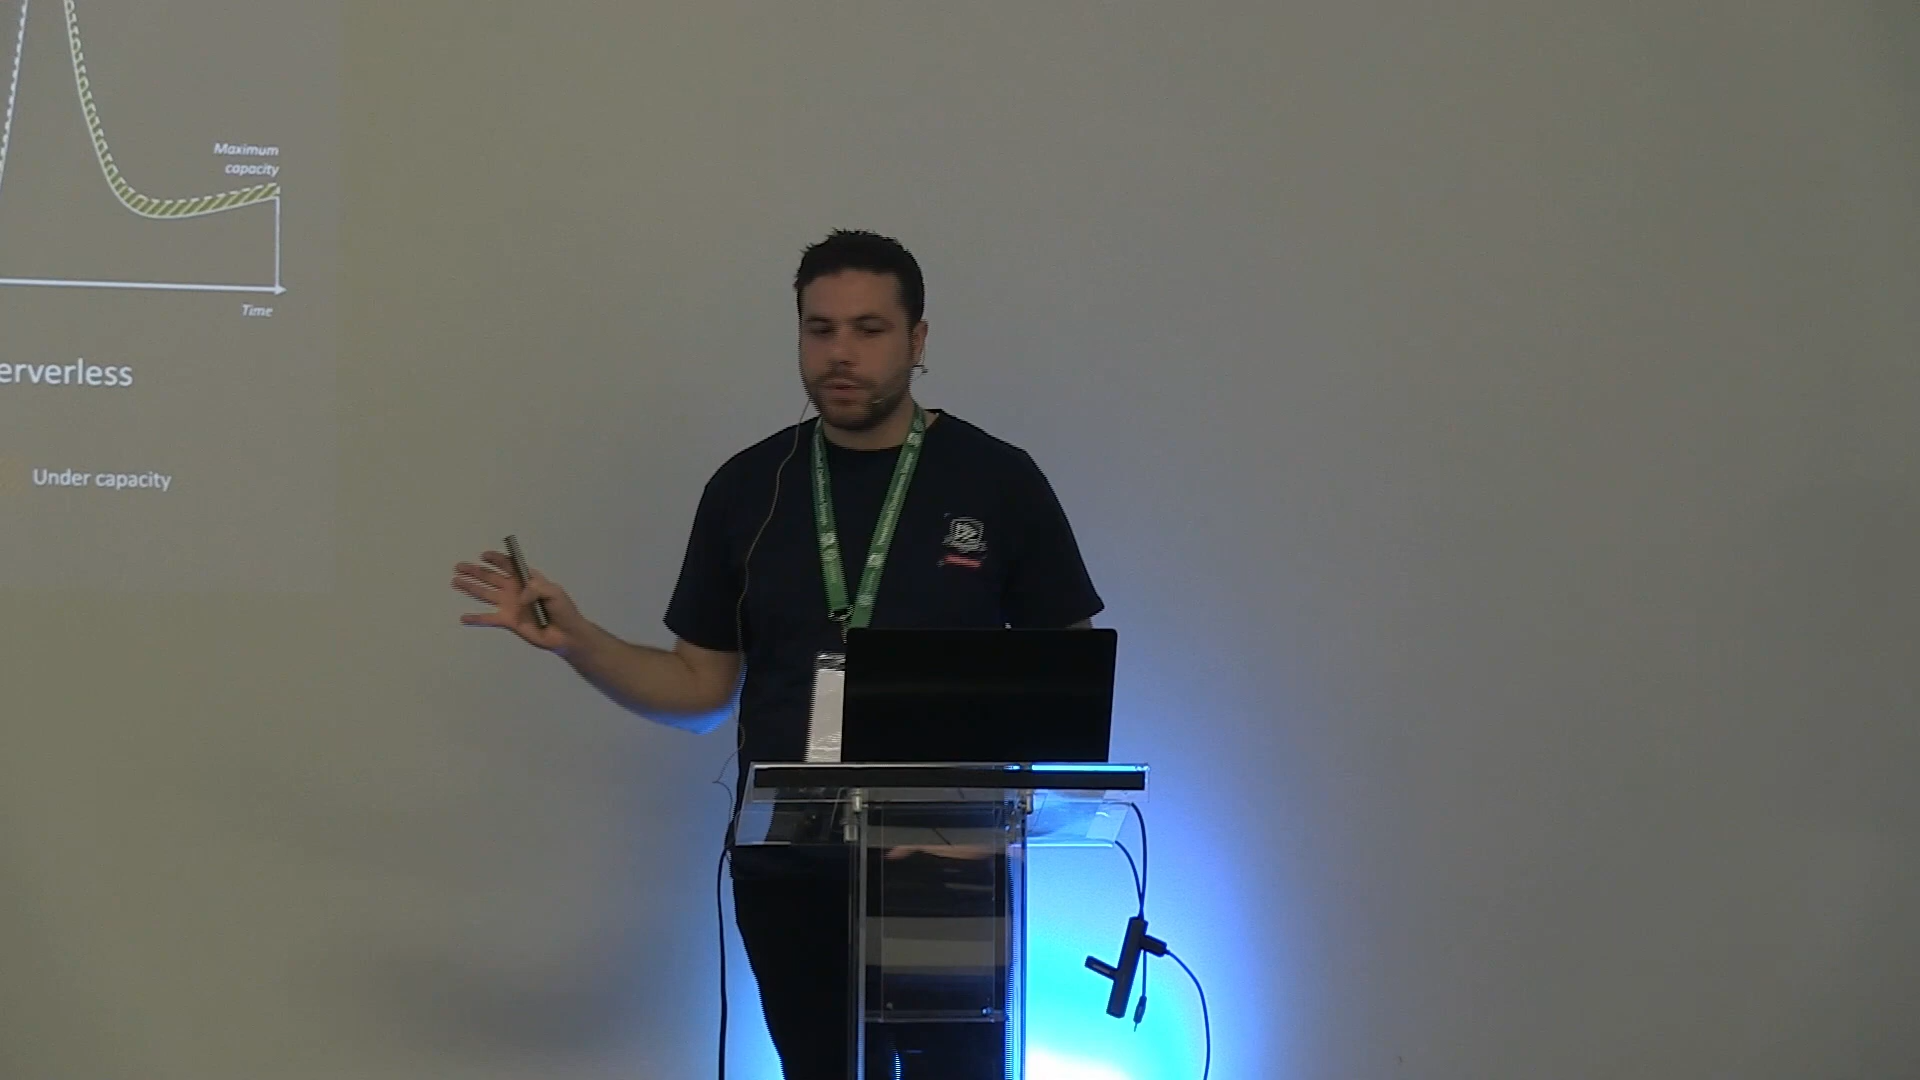 Maximum
capacity
Time
erverless
Under capacity